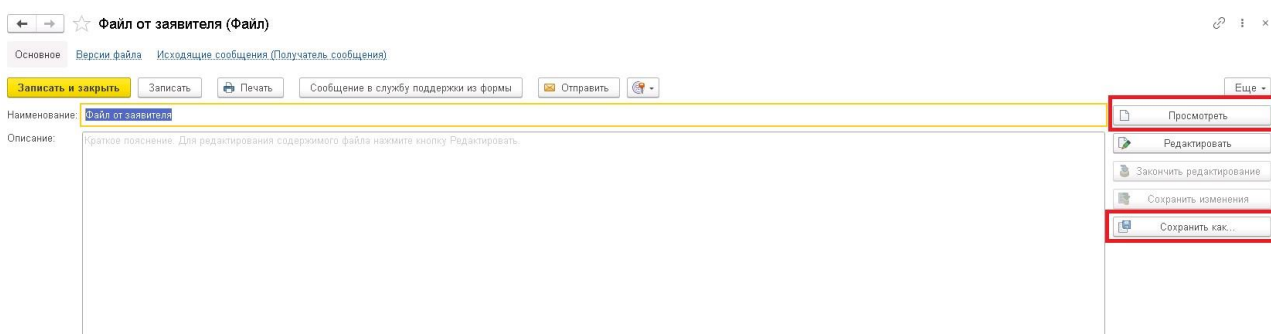 Файл от заявителя (Файл)
Основное Версии файла Исходящие сообщения (Получатель сообщения)
Записать и закрыть Записать Печать Сообщение в службу поддержки из формы Отправить Еще
Наименование: Файл от заявителя
Просмотреть
Описание: Краткое пояснение. Для редактирования содержимого файла нажмите кнопку Редактировать.
Редактировать
Закончить редактирование
Сохранить изменения
Сохранить как...